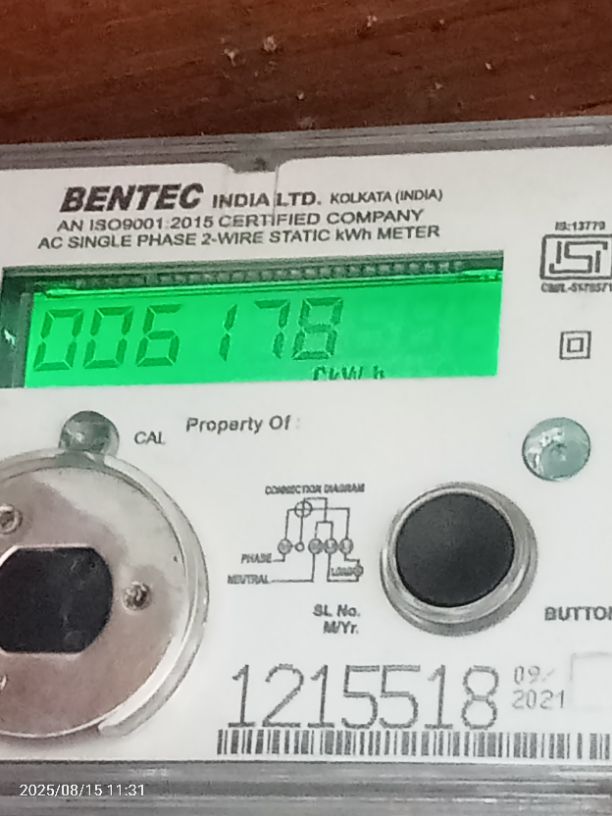 BENTEC INDIA LTD. KOLKATA (INDIA)
AN ISO9001:2015 CERTIFIED COMPANY
AC SINGLE PHASE 2-WIRE STATIC kWh METER
IS:13779
ISI
006178
kWh
CAL
Property Of :
CONNECTION DIAGRAM
PHASE
NEUTRAL
LOAD
SL No.
M/Yr.
BUTTON
1215518
09/
2021
2025/08/15 11:31